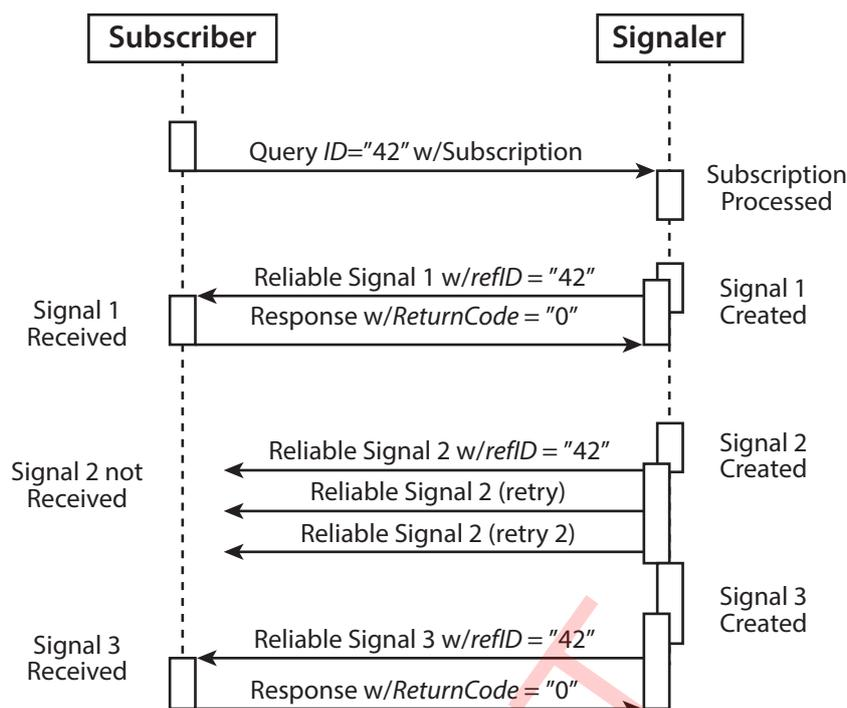 Subscriber
Signaler
Query ID=”42” w/Subscription
Subscription
Processed
Reliable Signal 1 w/refID = ”42”
Signal 1
Created
Signal 1
Received
Response w/ReturnCode = ”0”
Signal 2
Created
Reliable Signal 2 w/refID = ”42”
Signal 2 not
Received
Reliable Signal 2 (retry)
Reliable Signal 2 (retry 2)
Signal 3
Created
Reliable Signal 3 w/refID = ”42”
Signal 3
Received
Response w/ReturnCode = ”0”
T